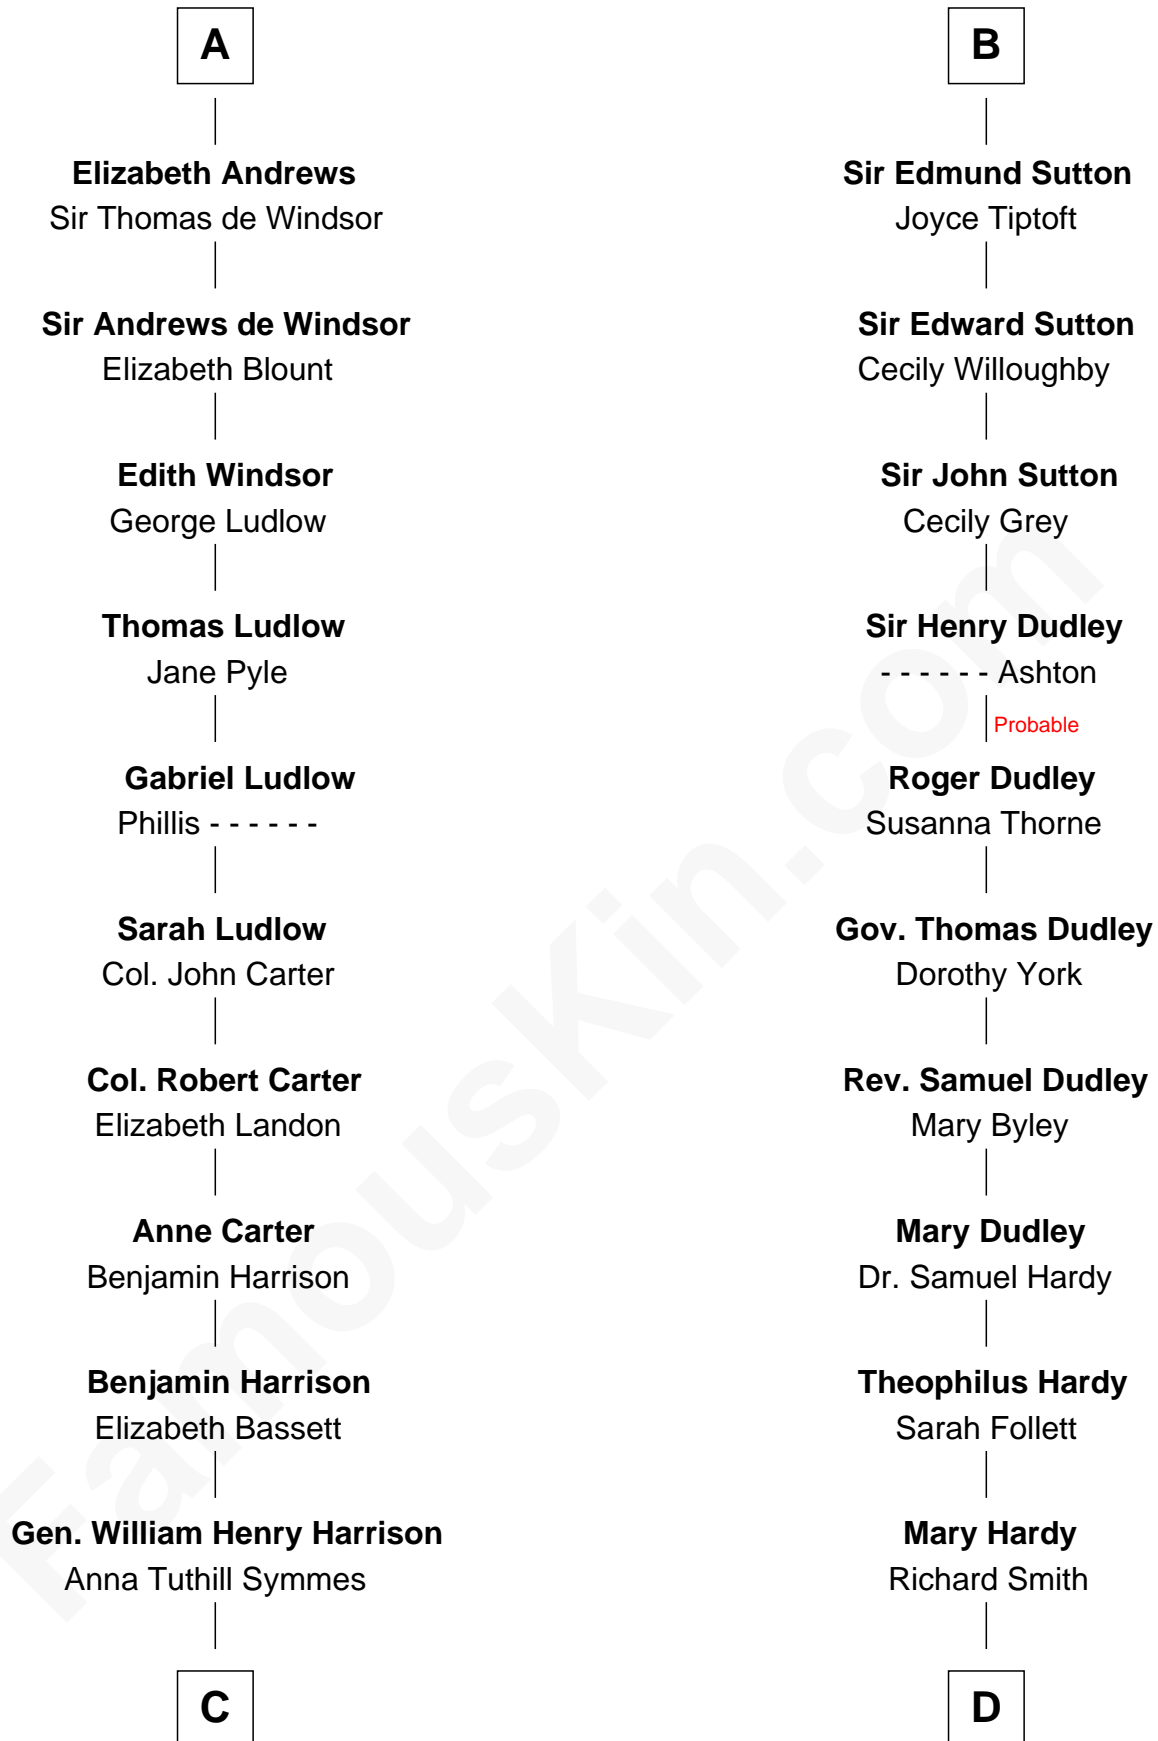 A
Elizabeth Andrews
Sir Thomas de Windsor
Sir Andrews de Windsor
Elizabeth Blount
Edith Windsor
George Ludlow
Thomas Ludlow
Jane Pyle
Gabriel Ludlow
Phillis - - - - - -
Sarah Ludlow
Col. John Carter
Col. Robert Carter
Elizabeth Landon
Anne Carter
Benjamin Harrison
Benjamin Harrison
Elizabeth Bassett
Gen. William Henry Harrison
Anna Tuthill Symmes
C
B
Sir Edmund Sutton
Joyce Tiptoft
Sir Edward Sutton
Cecily Willoughby
Sir John Sutton
Cecily Grey
Sir Henry Dudley
- - - - - - Ashton
Probable
Roger Dudley
Susanna Thorne
Gov. Thomas Dudley
Dorothy York
Rev. Samuel Dudley
Mary Byley
Mary Dudley
Dr. Samuel Hardy
Theophilus Hardy
Sarah Follett
Mary Hardy
Richard Smith
D
FamousKin.com